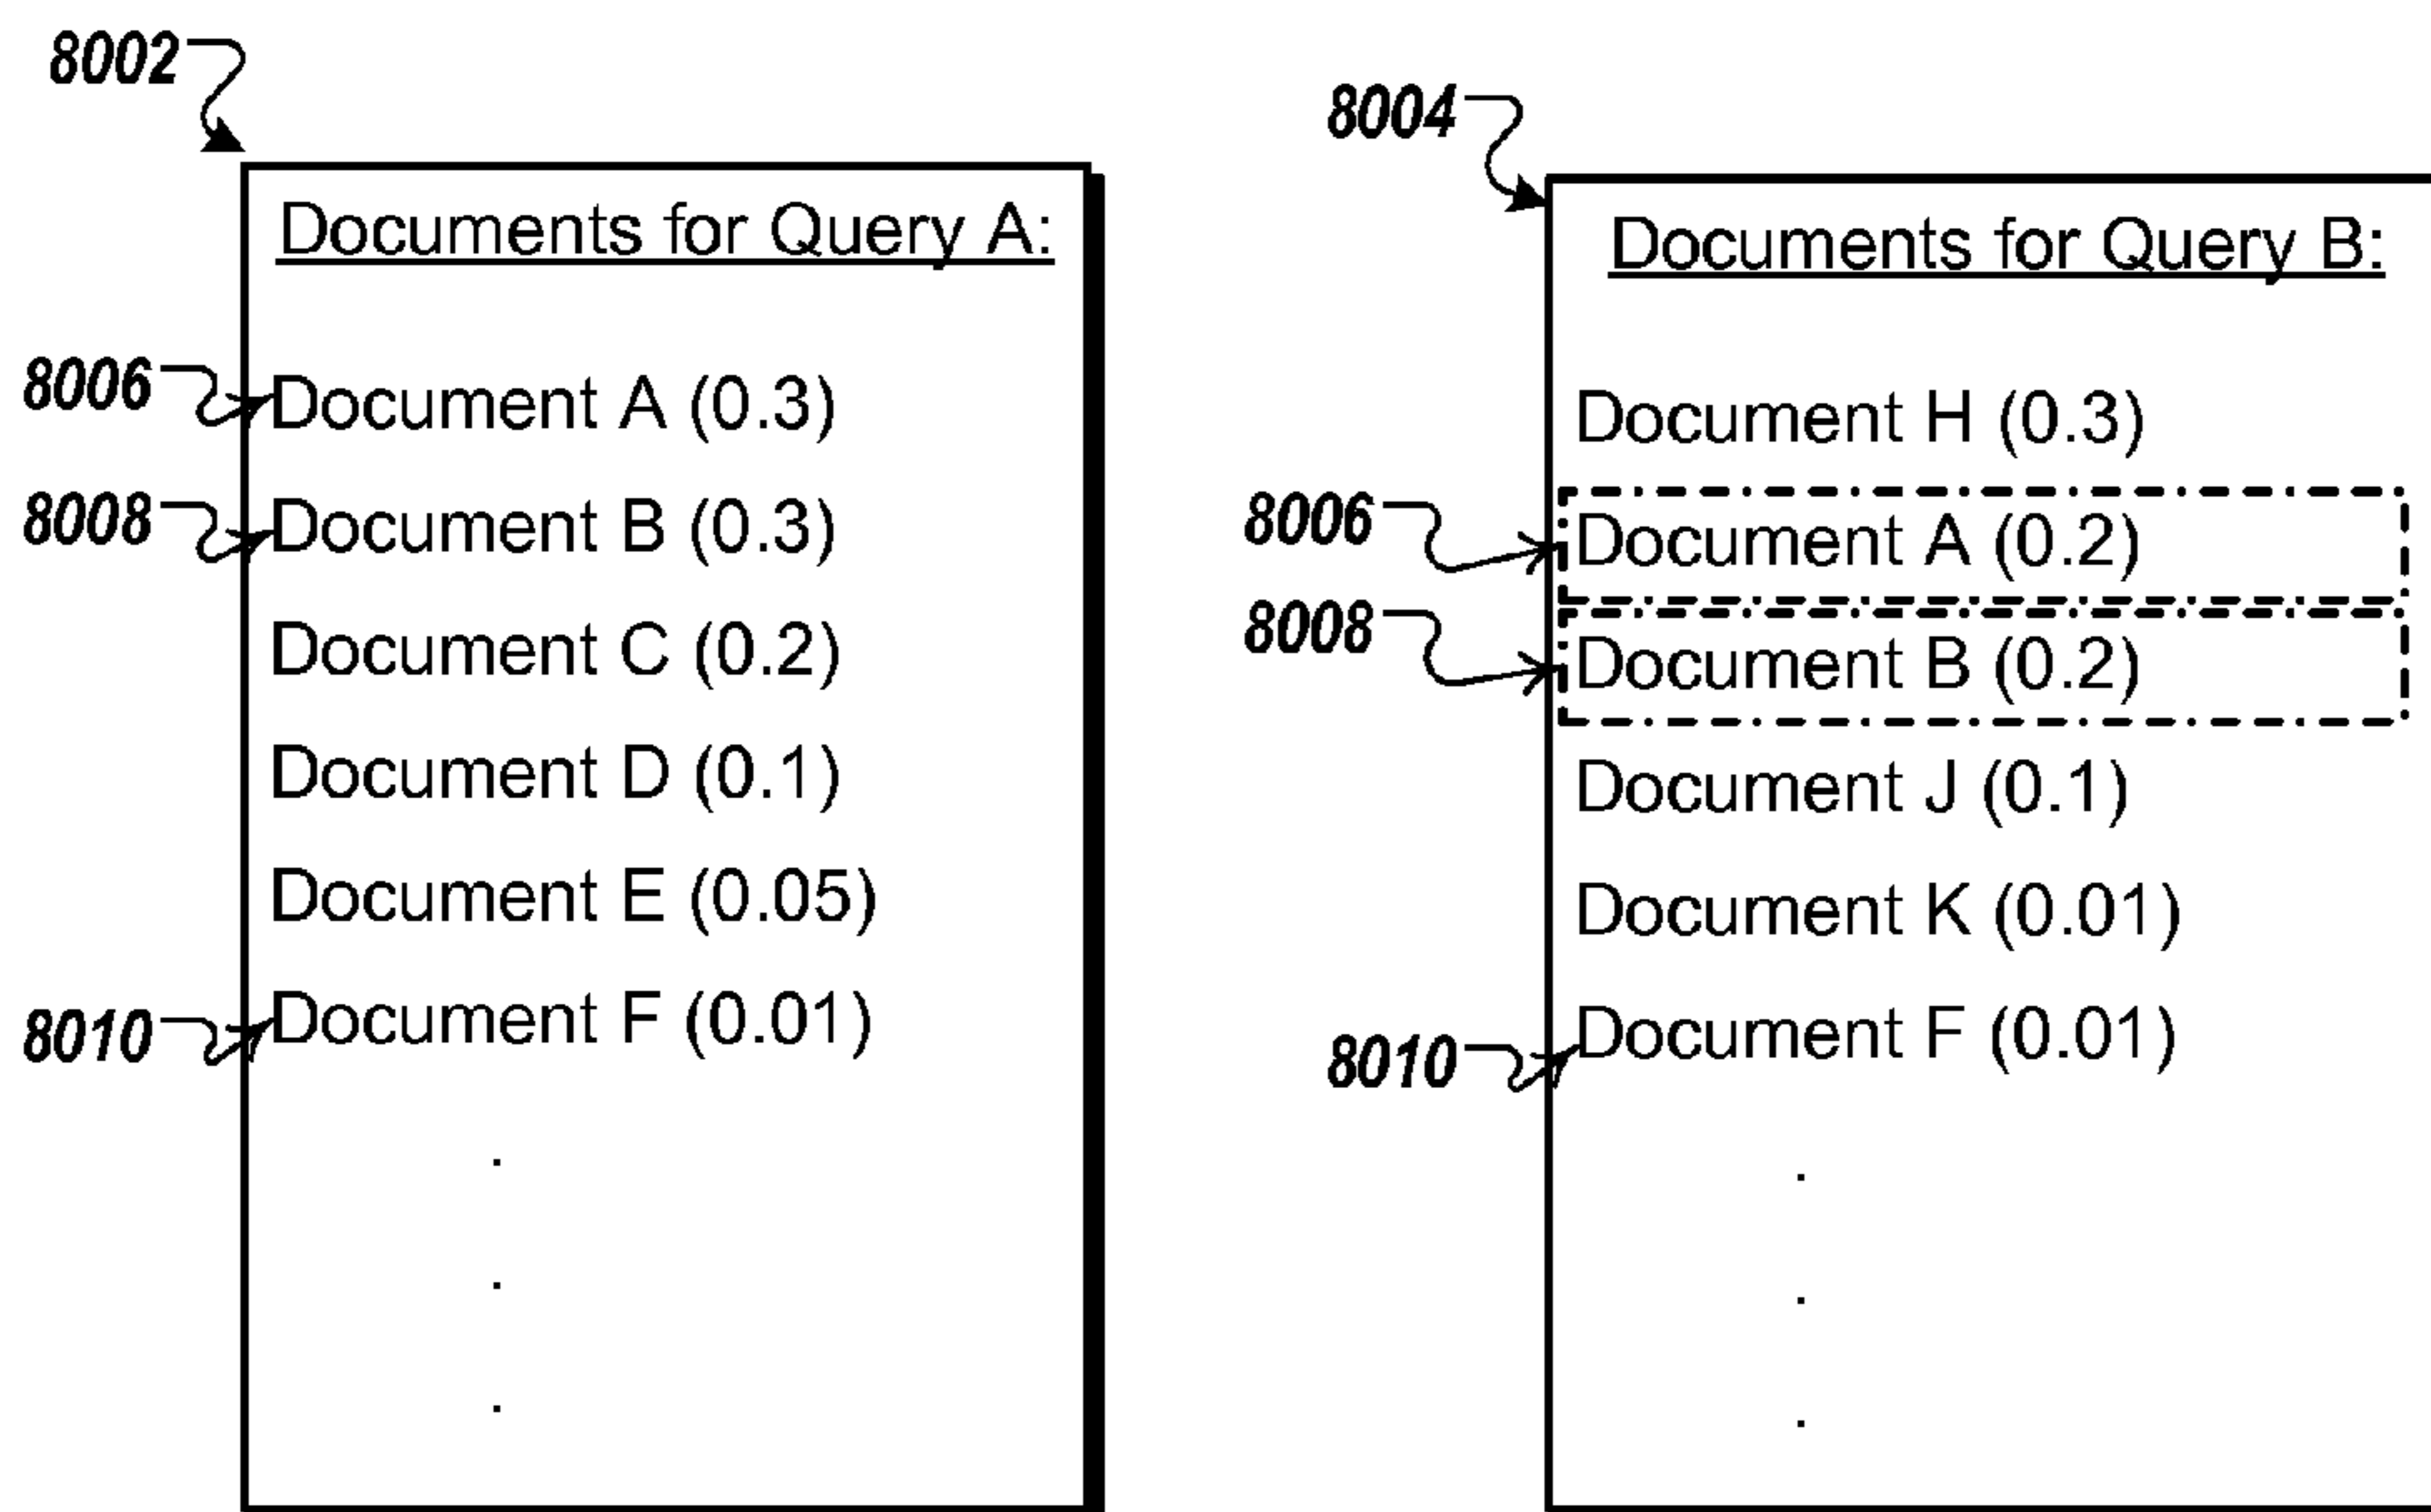 8002
Documents for Query A:
8006
Document A (0.3)
8008
Document B (0.3)
Document C (0.2)
Document D (0.1)
Document E (0.05)
8010
Document F (0.01)
.
.
.
8004
Documents for Query B:
Document H (0.3)
8006
Document A (0.2)
8008
Document B (0.2)
Document J (0.1)
Document K (0.01)
8010
Document F (0.01)
.
.
.